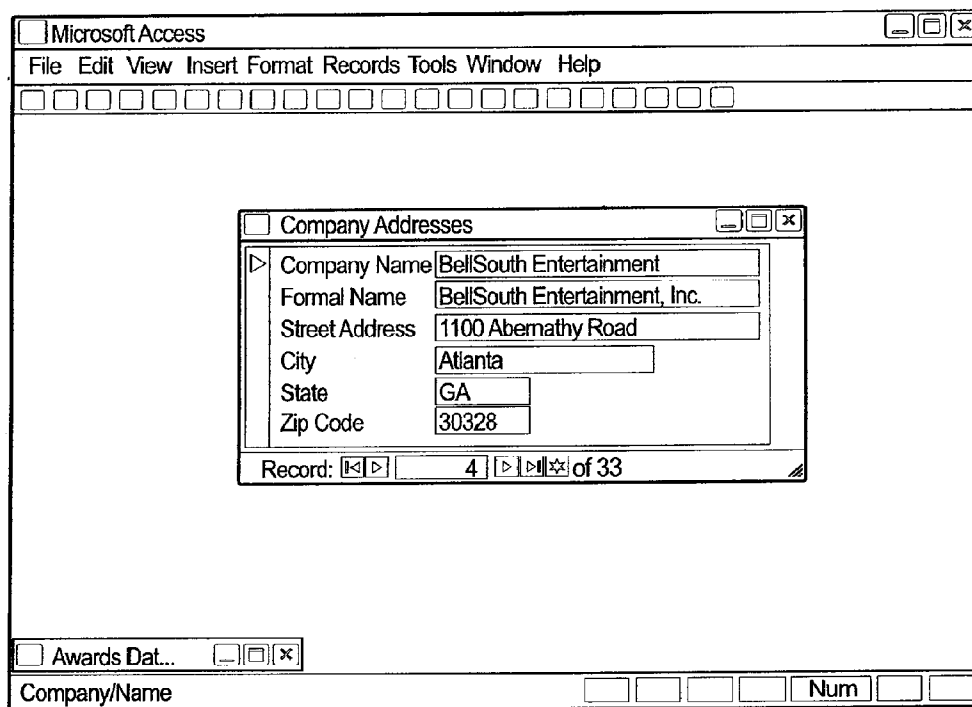 Microsoft Access
File Edit View Insert Format Records Tools Window Help
Company Addresses
Company Name BellSouth Entertainment
Formal Name BellSouth Entertainment, Inc.
Street Address 1100 Abernathy Road
City Atlanta
State GA
Zip Code 30328
Record: 4 of 33
Awards Dat...
Company/Name Num